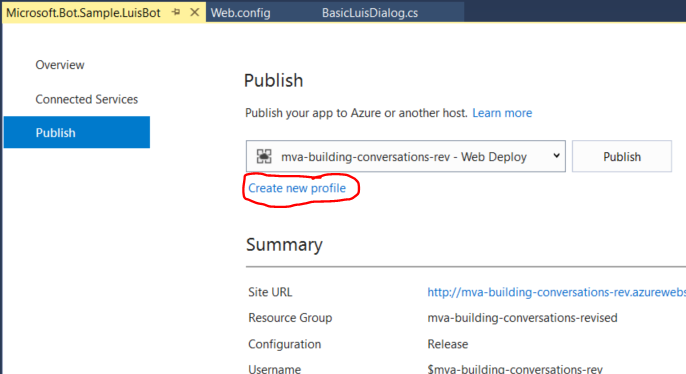 Microsoft.Bot.Sample.LuisBot Web.config BasicLuisDialog.cs
Overview
Connected Services
Publish
Publish
Publish your app to Azure or another host. Learn more
mva-building-conversations-rev - Web Deploy Publish
Create new profile
Summary
Site URL http://mva-building-conversations-rev.azurewebs
Resource Group mva-building-conversations-revised
Configuration Release
Username $mva-building-conversations-rev